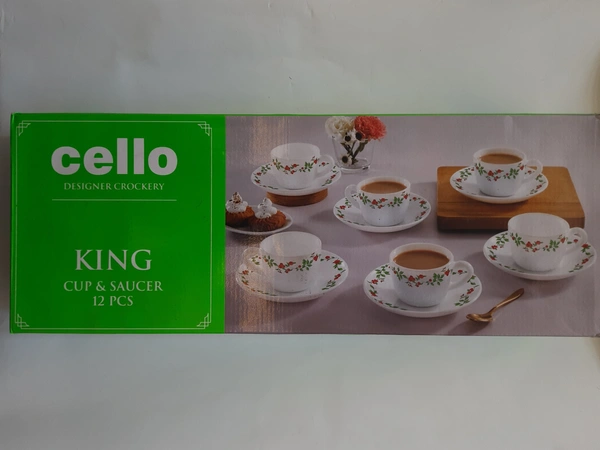 cello
DESIGNER CROCKERY
KING
CUP & SAUCER
12 PCS